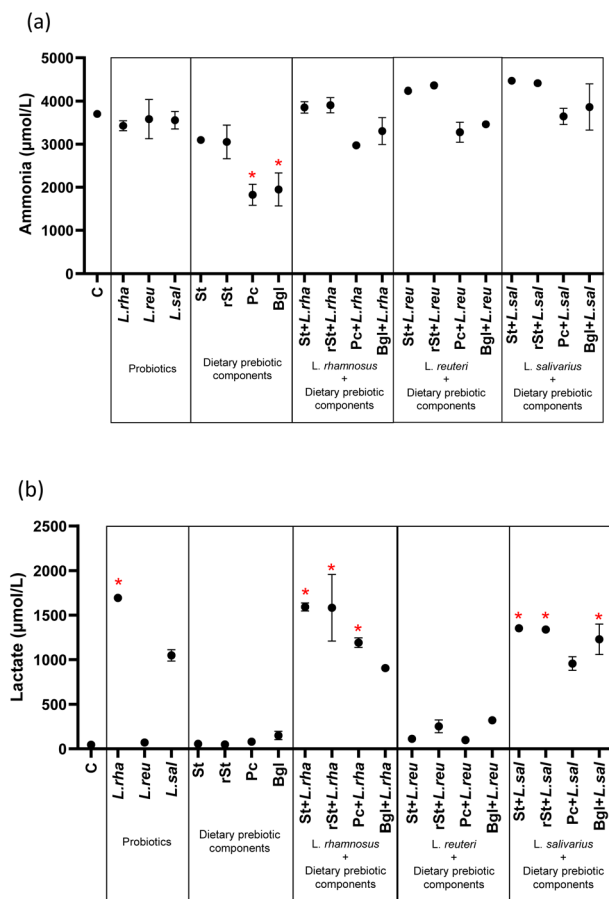 (a)
Ammonia (µmol/L)
5000
4000
3000
2000
1000
0
* *
C
L.rha
L.reu
L.sal
St
rSt
Pc
Bgl
St+L.rha
rSt+L.rha
Pc+L.rha
Bgl+L.rha
St+L.reu
rSt+L.reu
Pc+L.reu
Bgl+L.reu
St+L.sal
rSt+L.sal
Pc+L.sal
Bgl+L.sal
Probiotics
Dietary prebiotic
components
L. rhamnosus
+
Dietary prebiotic
components
L. reuteri
+
Dietary prebiotic
components
L. salivarius
+
Dietary prebiotic
components
(b)
Lactate (µmol/L)
2500
2000
1500
1000
500
0
* * * * * * *
C
L.rha
L.reu
L.sal
St
rSt
Pc
Bgl
St+L.rha
rSt+L.rha
Pc+L.rha
Bgl+L.rha
St+L.reu
rSt+L.reu
Pc+L.reu
Bgl+L.reu
St+L.sal
rSt+L.sal
Pc+L.sal
Bgl+L.sal
Probiotics
Dietary prebiotic
components
L. rhamnosus
+
Dietary prebiotic
components
L. reuteri
+
Dietary prebiotic
components
L. salivarius
+
Dietary prebiotic
components